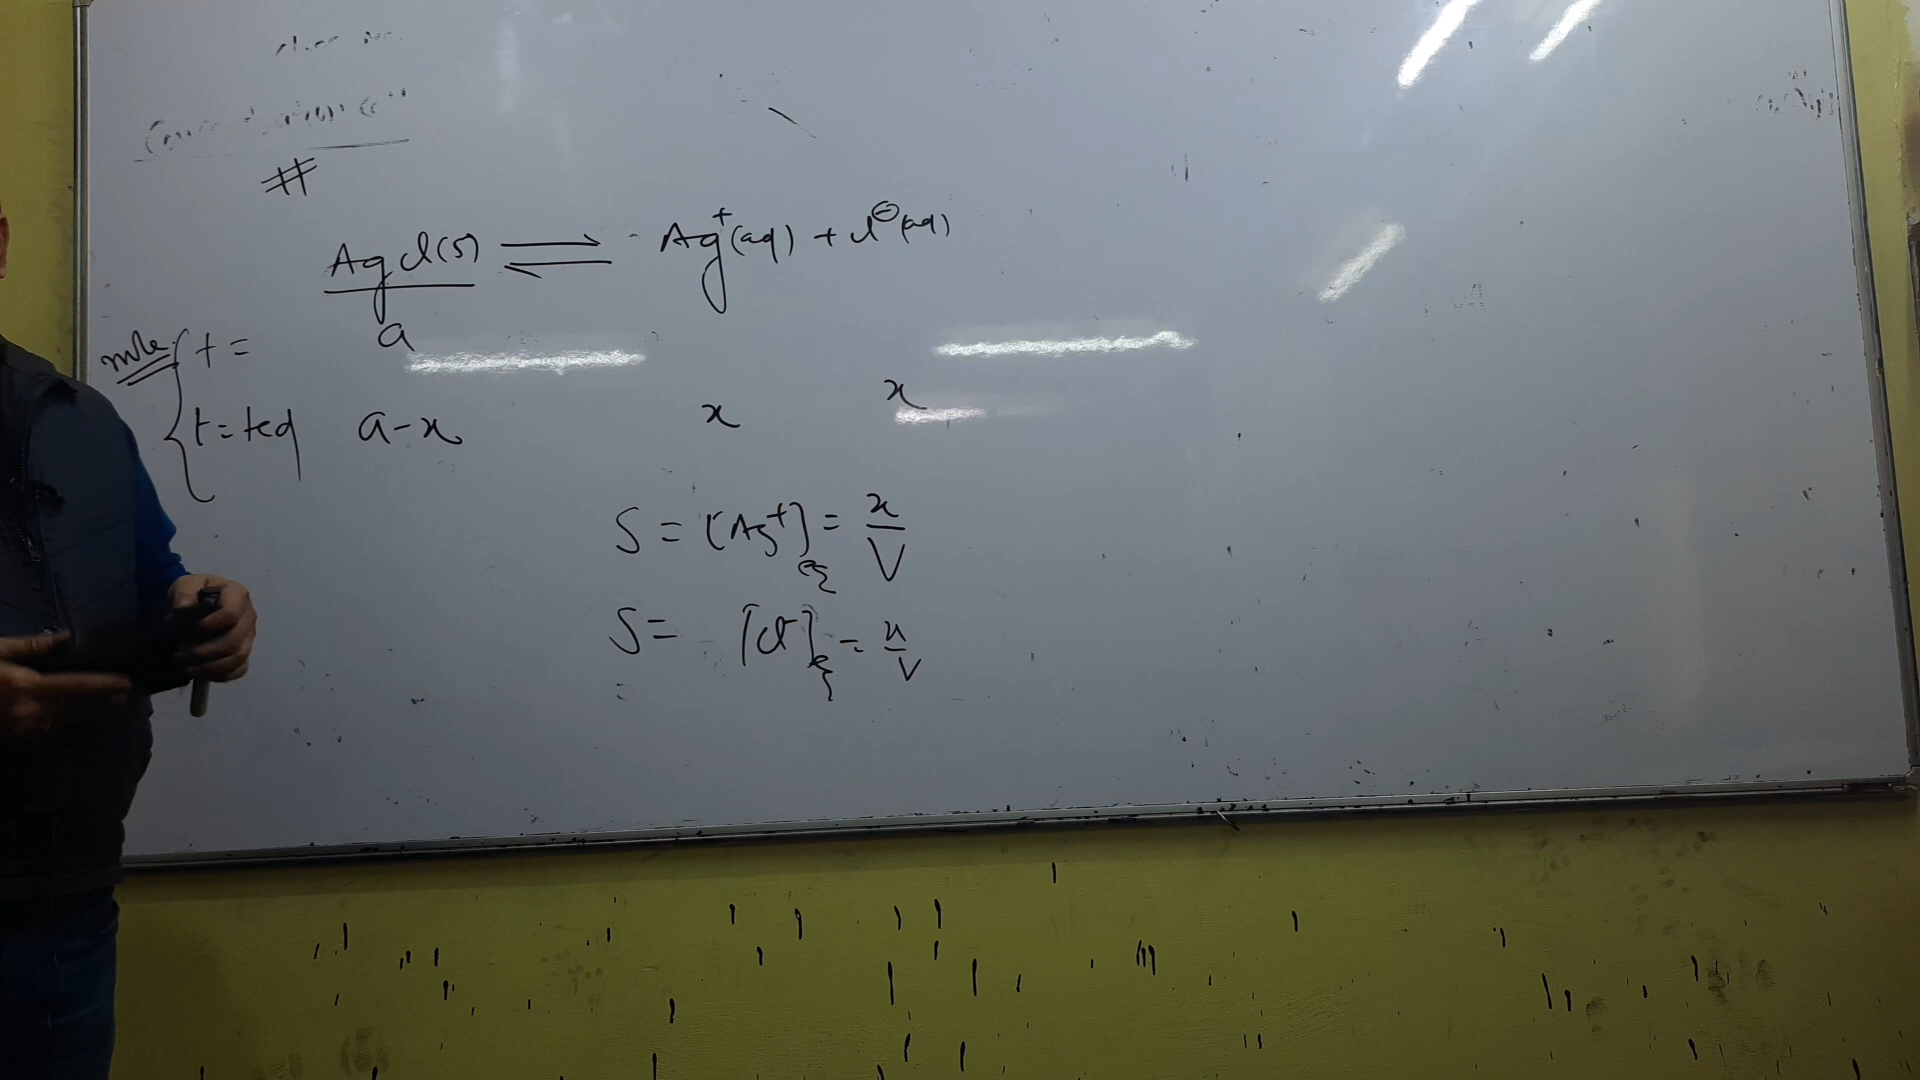 #
AgCl(s) ⇌ Ag⁺(aq) + Cl⊖(aq)
mole { t = a
t = teq a-x x x
S = [Ag⁺]eq = x/V
S = [Cl⁻]eq = x/V